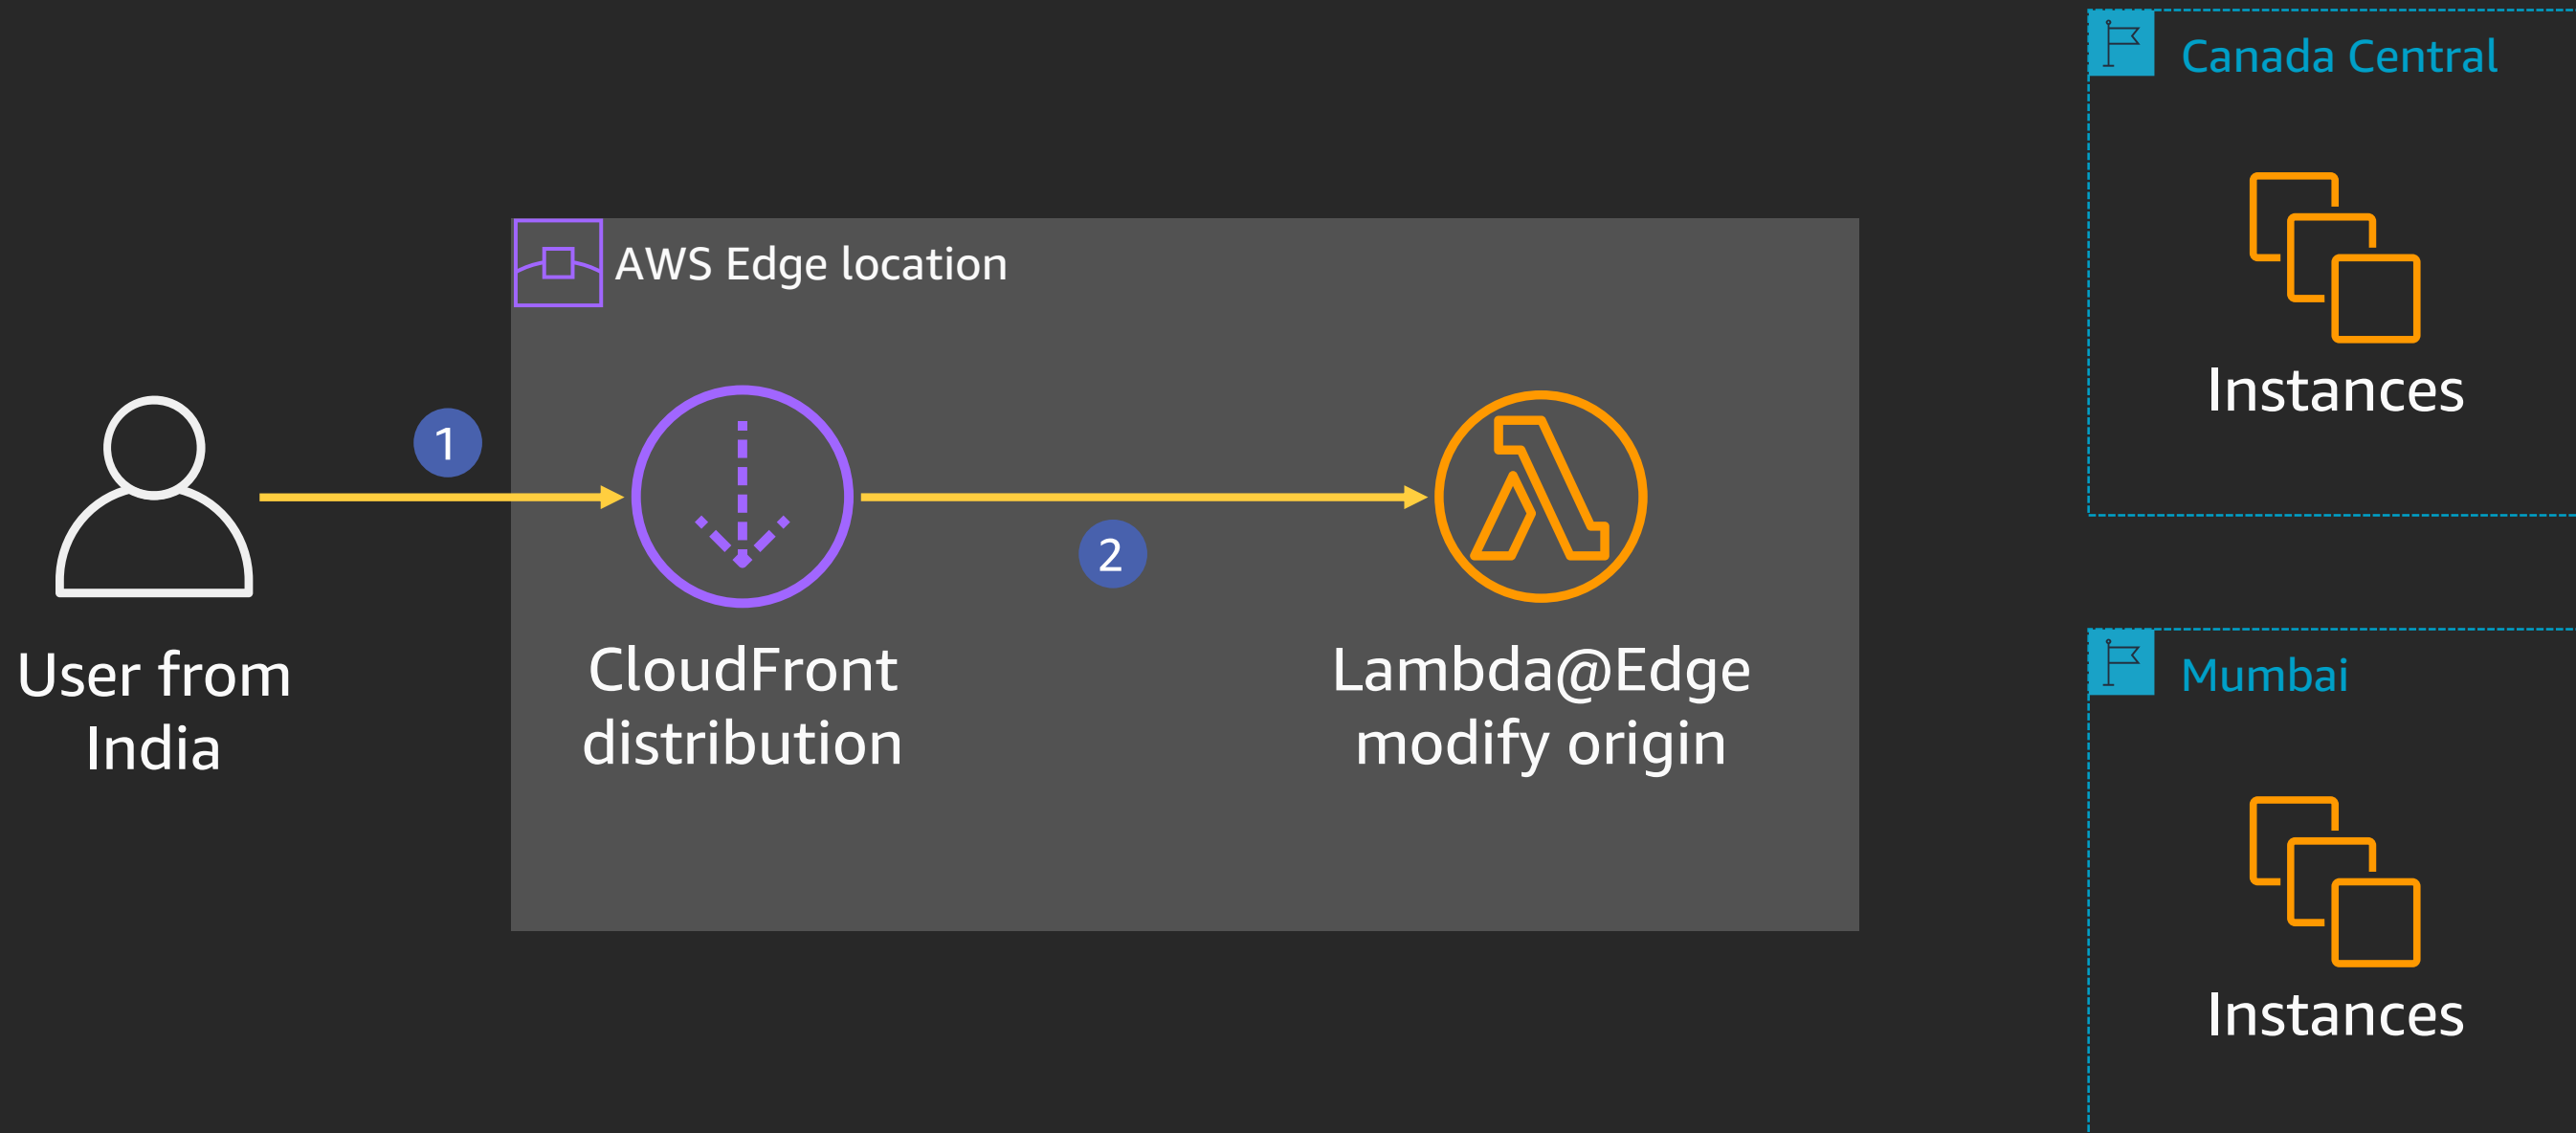 Canada Central
Instances
AWS Edge location
1
2
User from
India
CloudFront
distribution
Lambda@Edge
modify origin
Mumbai
Instances